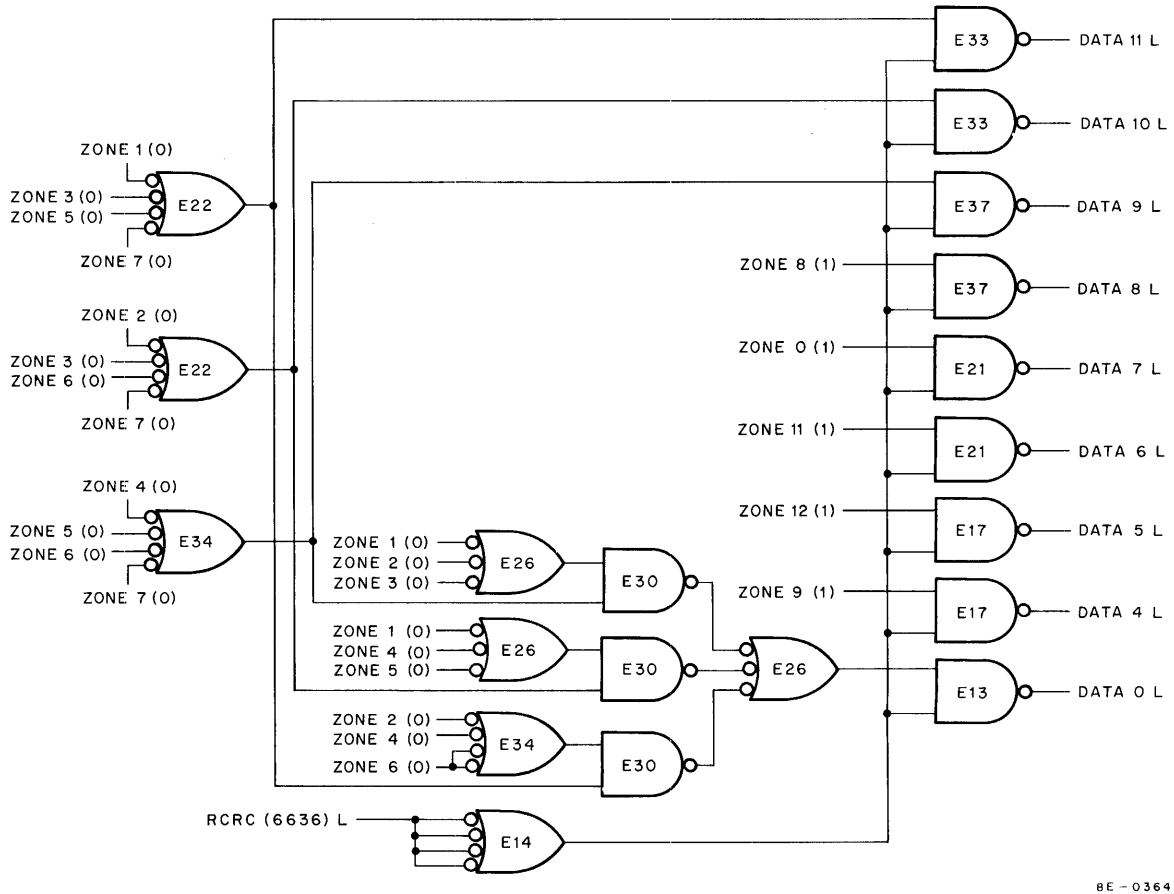 E33
DATA 11 L
E33
DATA 10 L
ZONE 1 (0)
ZONE 3 (0)
ZONE 5 (0)
ZONE 7 (0)
E22
E37
DATA 9 L
ZONE 8 (1)
E37
DATA 8 L
ZONE 2 (0)
ZONE 3 (0)
ZONE 6 (0)
ZONE 7 (0)
E22
ZONE 0 (1)
E21
DATA 7 L
ZONE 11 (1)
E21
DATA 6 L
ZONE 4 (0)
ZONE 5 (0)
ZONE 6 (0)
ZONE 7 (0)
E34
ZONE 12 (1)
E17
DATA 5 L
ZONE 1 (0)
ZONE 2 (0)
ZONE 3 (0)
E26
E30
ZONE 9 (1)
E17
DATA 4 L
ZONE 1 (0)
ZONE 4 (0)
ZONE 5 (0)
E26
E30
E26
E13
DATA 0 L
ZONE 2 (0)
ZONE 4 (0)
ZONE 6 (0)
E34
E30
RCRC (6636) L
E14
8E-0364